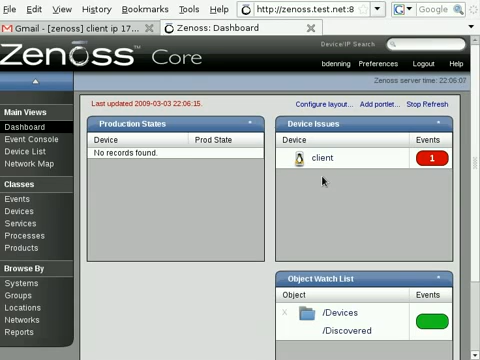 File Edit View History Bookmarks Tools Help http://zenoss.test.net:8 Google
Gmail - [zenoss] client ip 17... Zenoss: Dashboard
Zenoss™ Core
Device/IP Search
bdenning Preferences Logout Help
Zenoss server time: 22:06:07
Last updated 2009-03-03 22:06:15. Configure layout... Add portlet... Stop Refresh
Main Views
Dashboard
Event Console
Device List
Network Map
Classes
Events
Devices
Services
Processes
Products
Browse By
Systems
Groups
Locations
Networks
Reports
Production States
Device Prod State
No records found.
Device Issues
Device Events
client 1
Object Watch List
Object Events
X /Devices
/Discovered